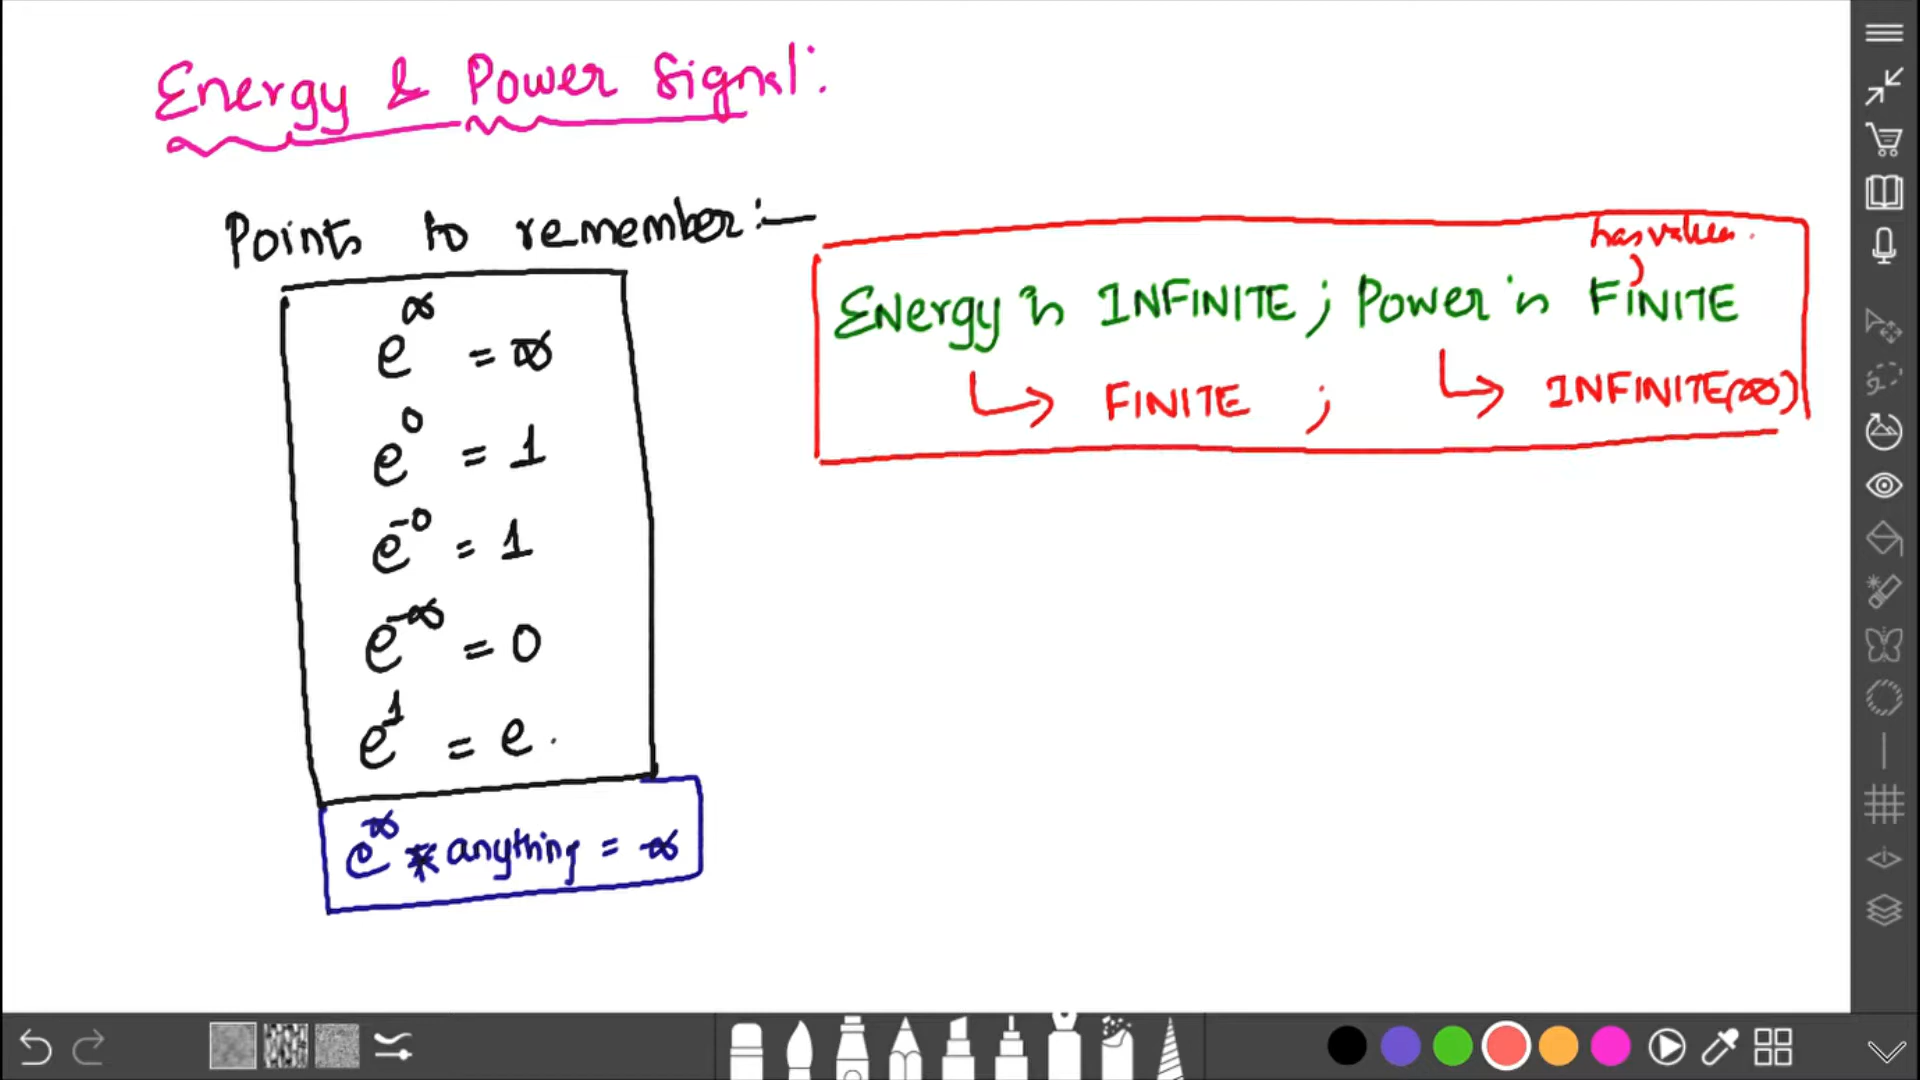 Energy & Power Signal:
Points to remember:—
e^∞ = ∞
e^0 = 1
e^-0 = 1
e^-∞ = 0
e^1 = e.
e^∞ * anything = ∞
has values.
Energy is INFINITE ; Power is FINITE
↳ FINITE ; ↳ INFINITE(∞)